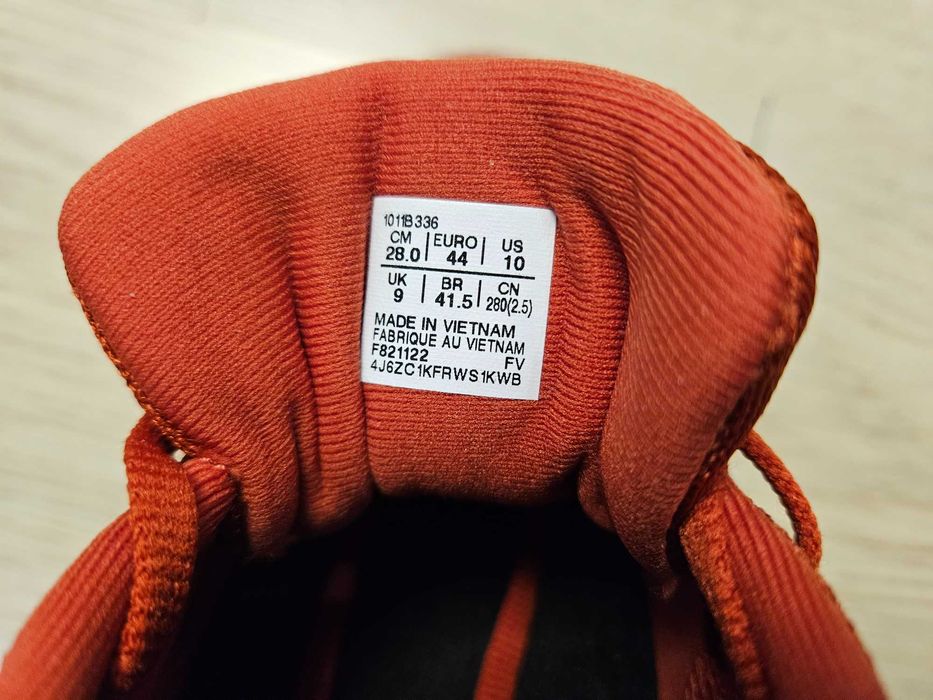 1011B336
CM EURO US
28.0 44 10
UK BR CN
9 41.5 280(2.5)
MADE IN VIETNAM
FABRIQUE AU VIETNAM
F821122 FV
4J6ZC1KFRWS1KWB